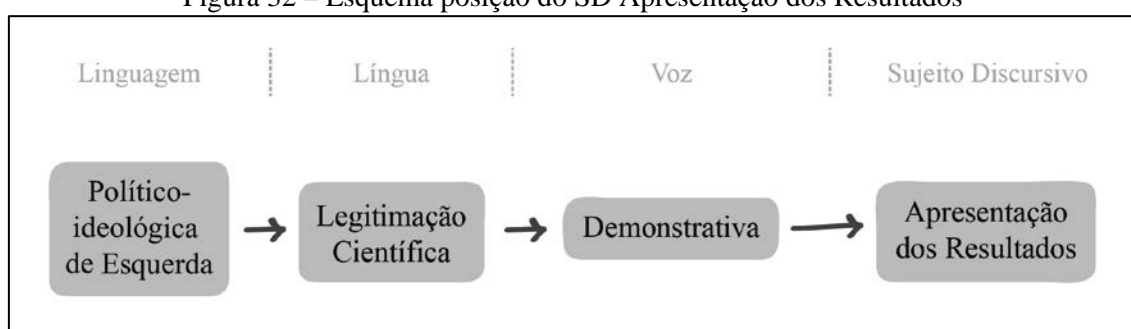 Figura 32 – Esquema posição do SD Apresentação dos Resultados
Linguagem
Língua
Voz
Sujeito Discursivo
Político-
ideológica
de Esquerda
Legitimação
Científica
Demonstrativa
Apresentação
dos Resultados